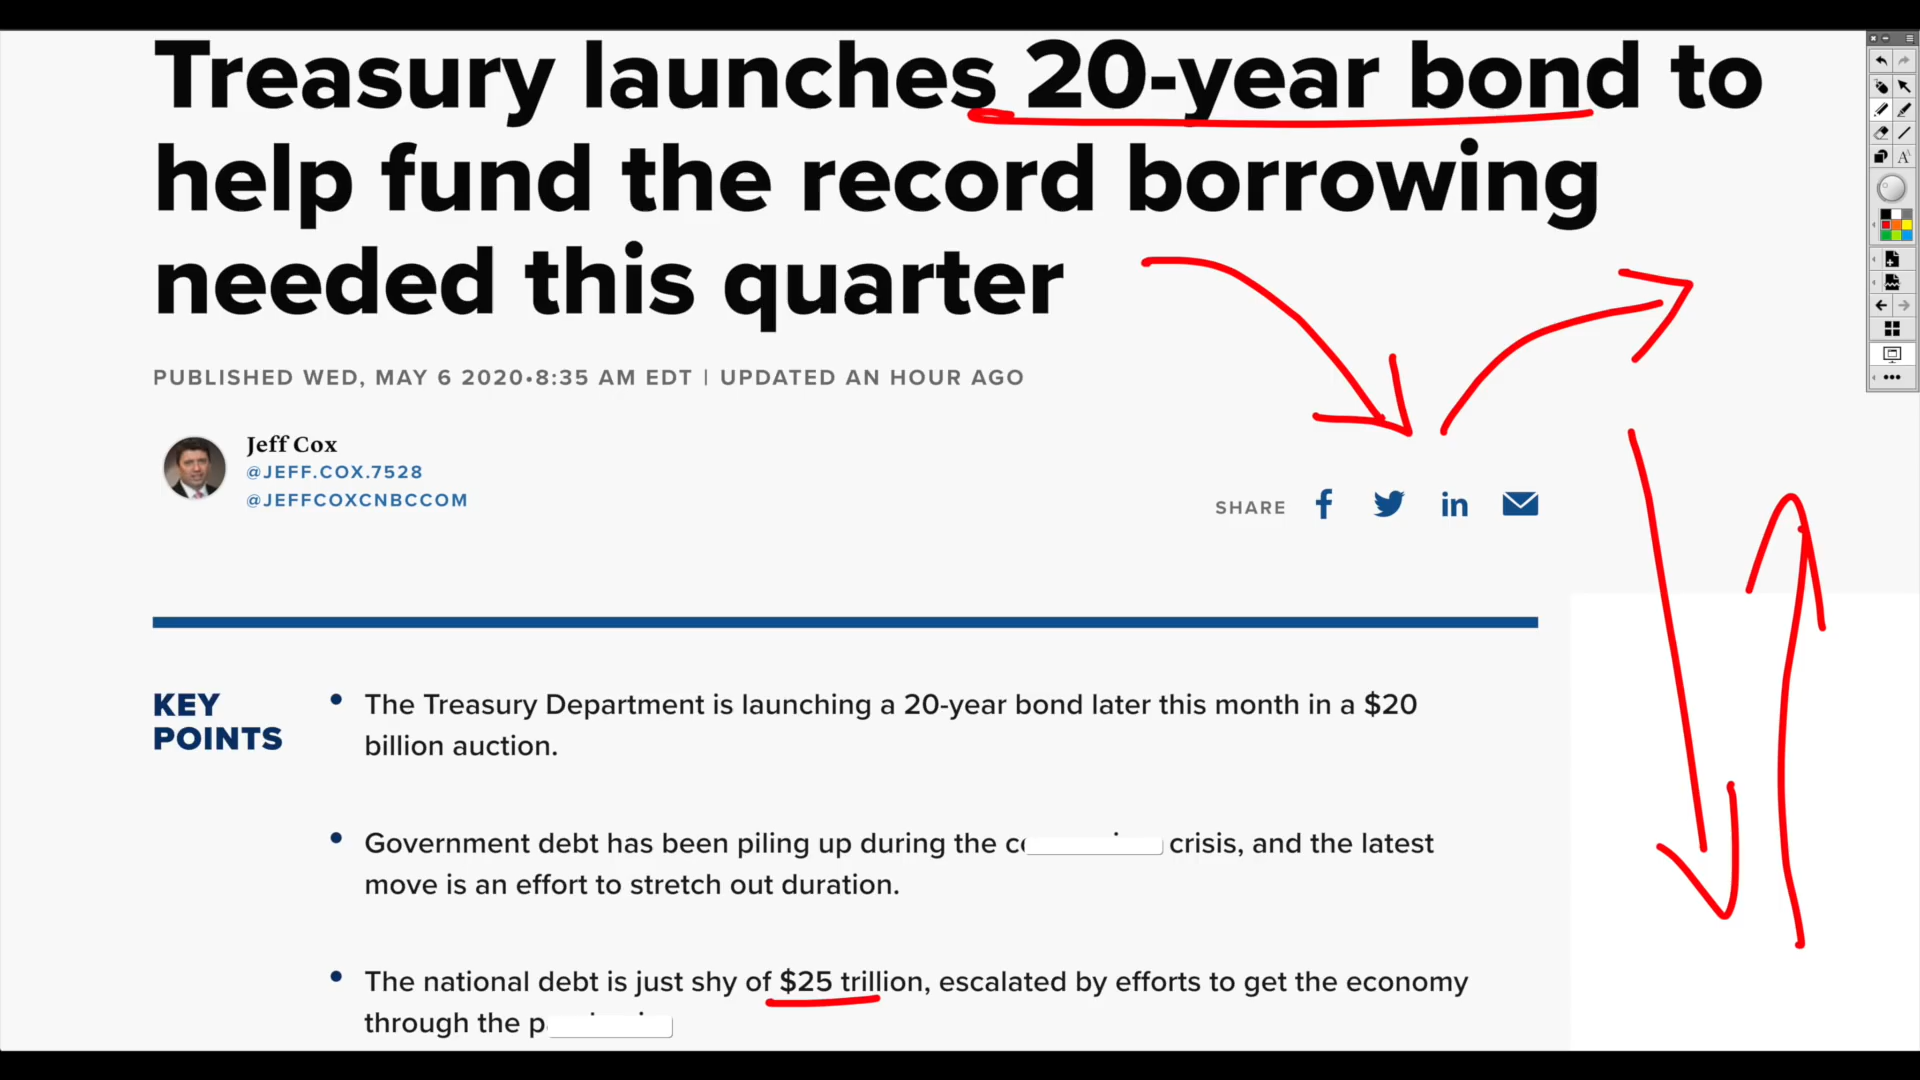 Treasury launches 20-year bond to
help fund the record borrowing
needed this quarter
PUBLISHED WED, MAY 6 2020•8:35 AM EDT | UPDATED AN HOUR AGO
Jeff Cox
@JEFF.COX.7528
@JEFFCOXCNBCCOM
SHARE
KEY
POINTS
• The Treasury Department is launching a 20-year bond later this month in a $20
billion auction.
• Government debt has been piling up during the crisis, and the latest
move is an effort to stretch out duration.
• The national debt is just shy of $25 trillion, escalated by efforts to get the economy
through the